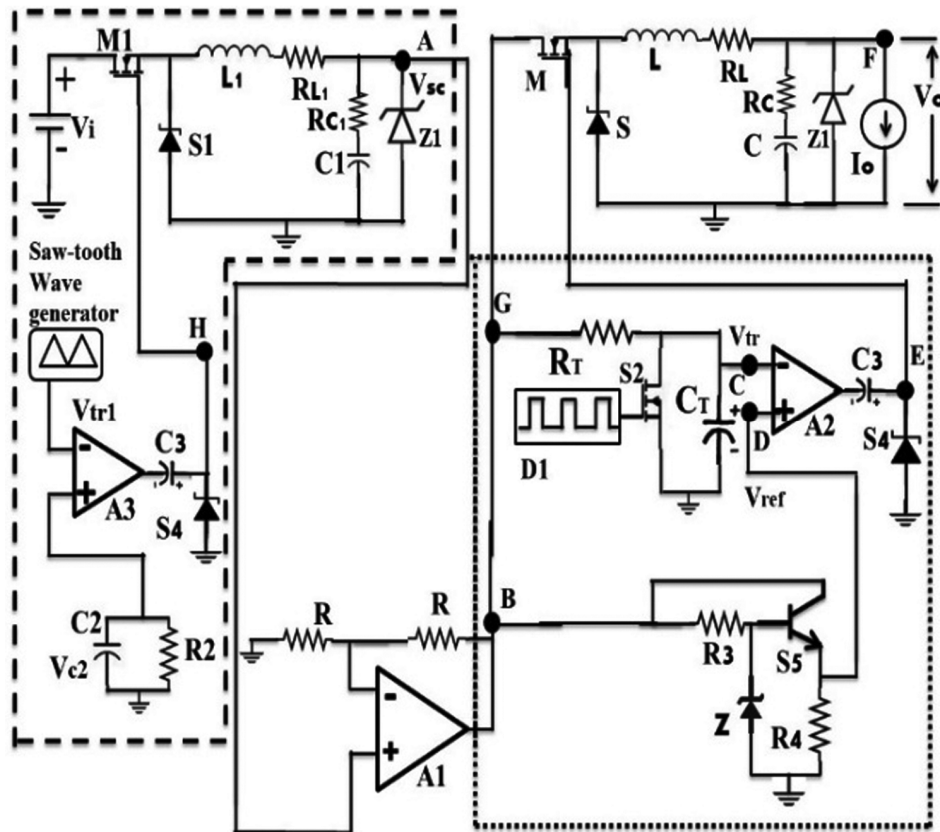 M1
A
L1
RL1
Vsc
+
Vi
-
S1
RC1
C1
Z1
M
L
RL
F
S
RC
C
Z1
Io
Saw-tooth
Wave
generator
H
Vtr1
-
+
A3
C3
- +
S4
C2
Vc2
R2
G
RT
S2
Vtr
C
CT
+
-
D
-
+
A2
C3
- +
E
S4
D1
Vref
R
R
B
-
+
A1
R3
S5
Z
R4